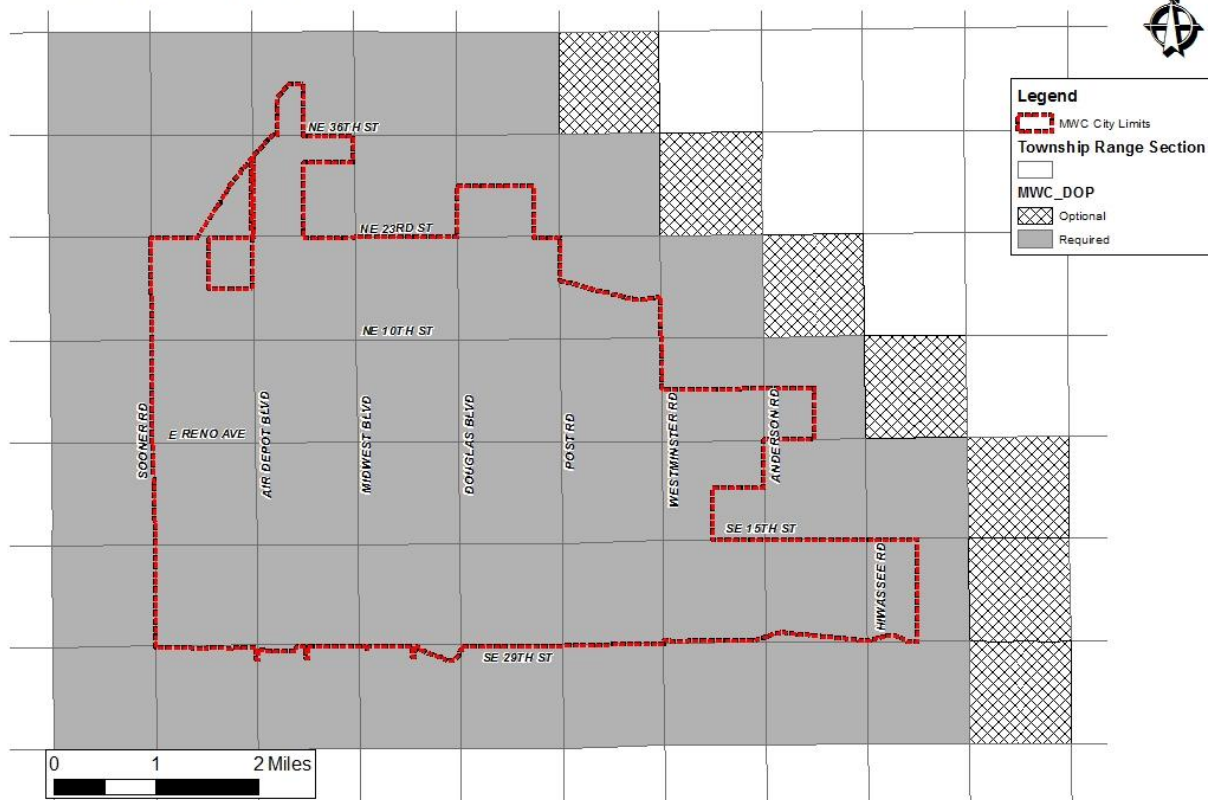 Legend
MWC City Limits
Township Range Section
MWC_DOP
Optional
Required
NE 36TH ST
NE 23RD ST
NE 10TH ST
SOONER RD
E RENO AVE
AIR DEPOT BLVD
MIDWEST BLVD
DOUGLAS BLVD
POST RD
WESTMINSTER RD
ANDERSON RD
SE 15TH ST
HIWASSEE RD
SE 29TH ST
0 1 2 Miles